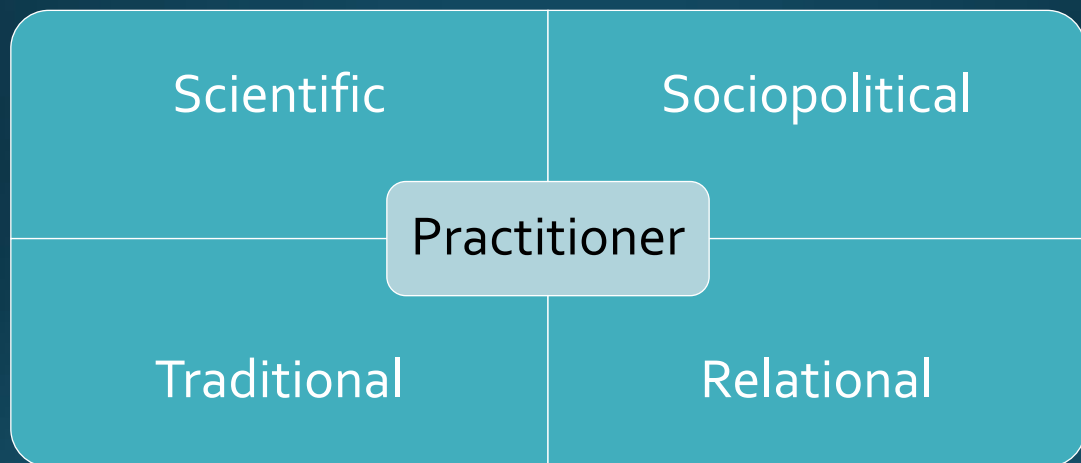 Scientific
Sociopolitical
Practitioner
Traditional
Relational